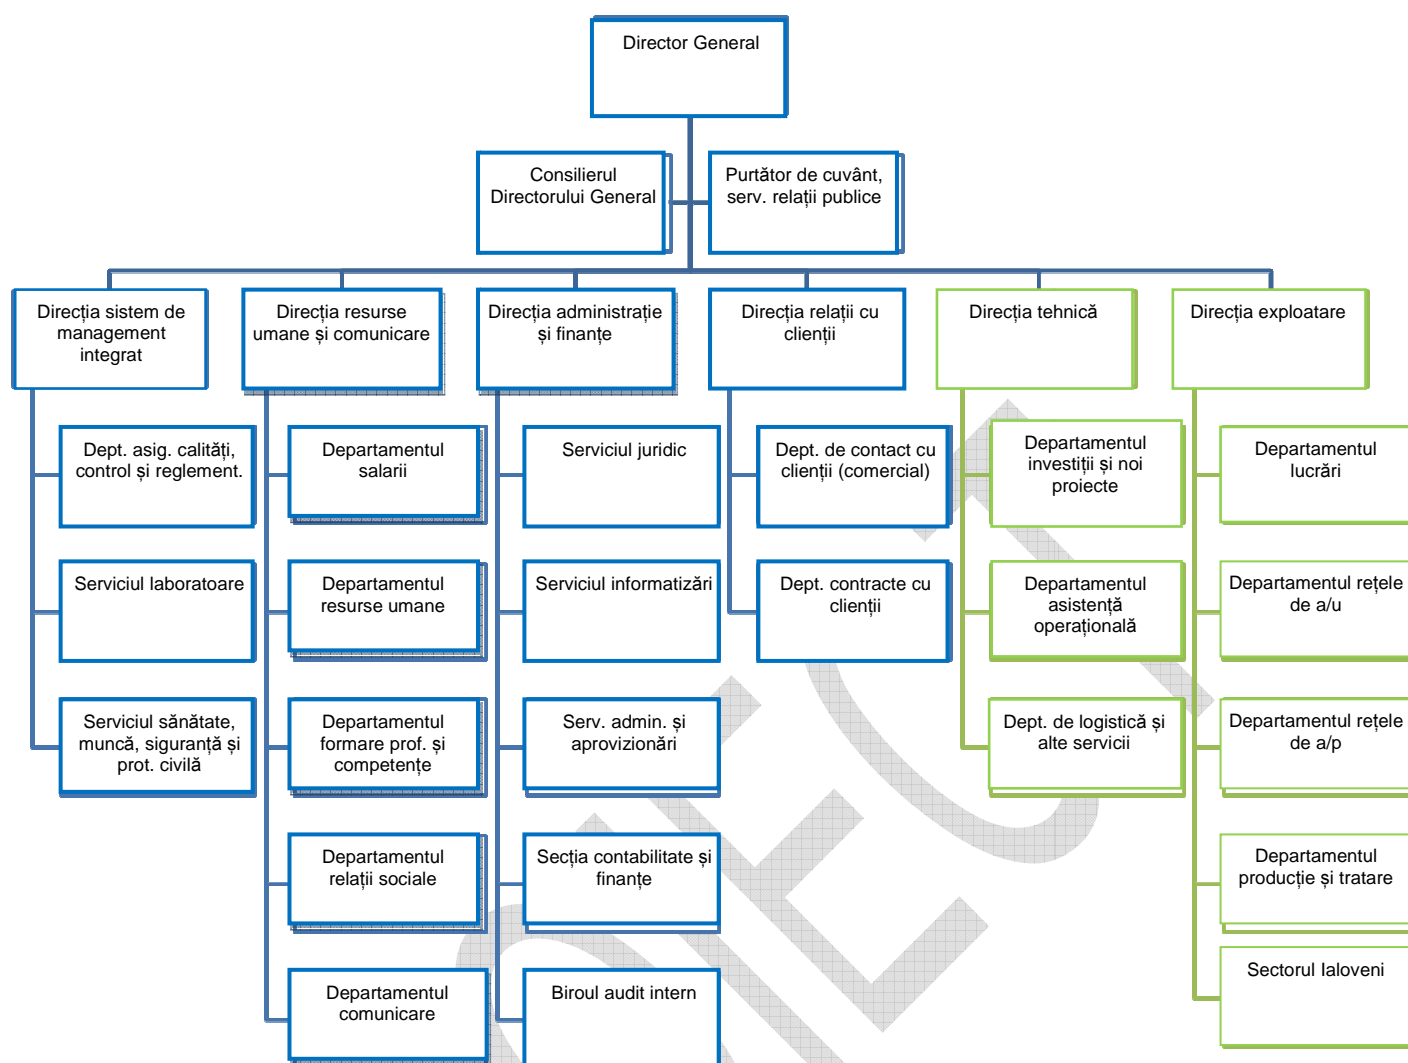 Director General
Consilierul
Directorului General
Purtător de cuvânt,
serv. relații publice
Direcția sistem de
management
integrat
Direcția resurse
umane și comunicare
Direcția administrație
și finanțe
Direcția relații cu
clienții
Direcția tehnică
Direcția exploatare
Dept. asig. calități,
control și reglement.
Serviciul laboratoare
Serviciul sănătate,
muncă, siguranță și
prot. civilă
Departamentul
salarii
Departamentul
resurse umane
Departamentul
formare prof. și
competențe
Departamentul
relații sociale
Departamentul
comunicare
Serviciul juridic
Serviciul informatizări
Serv. admin. și
aprovizionări
Secția contabilitate și
finanțe
Biroul audit intern
Dept. de contact cu
clienții (comercial)
Dept. contracte cu
clienții
Departamentul
investiții și noi
proiecte
Departamentul
asistență
operațională
Dept. de logistică și
alte servicii
Departamentul
lucrări
Departamentul rețele
de a/u
Departamentul rețele
de a/p
Departamentul
producție și tratare
Sectorul Ialoveni